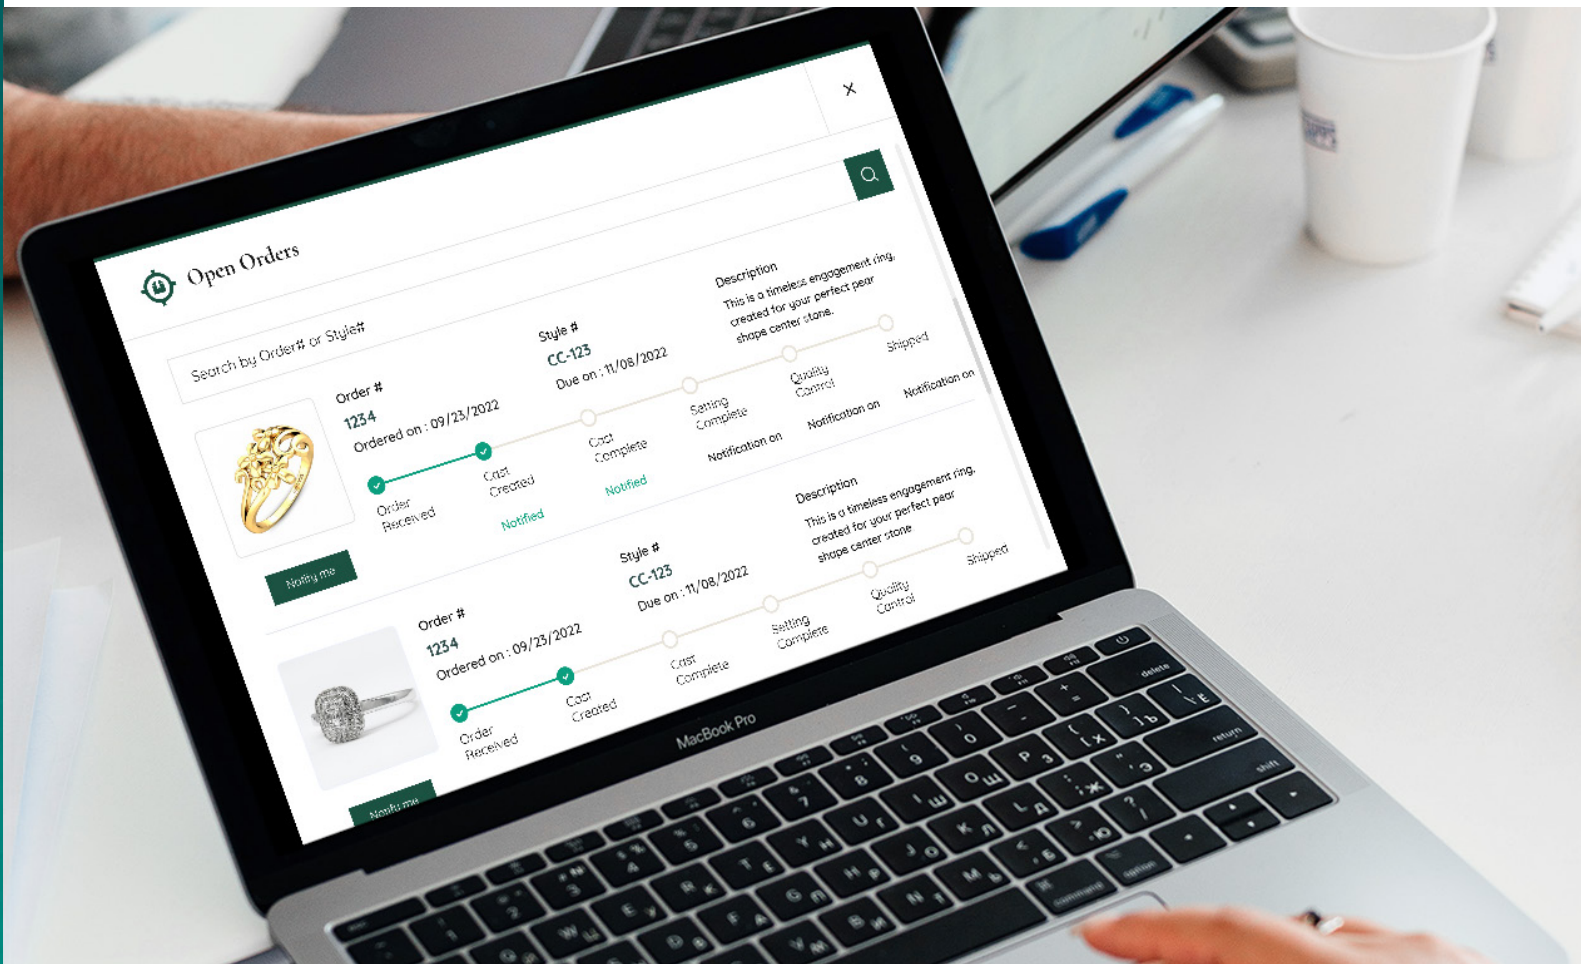 X
Open Orders
Search by Order# or Style#
Order #
1234
Ordered on : 09/23/2022
Style #
CC-123
Due on : 11/08/2022
Description
This is a timeless engagement ring,
created for your perfect pear
shape center stone.
Order
Received
Cast
Created
Cast
Complete
Setting
Complete
Quality
Control
Shipped
Notified
Notified
Notification on
Notification on
Notification on
Notify me
Order #
1234
Ordered on : 09/23/2022
Style #
CC-123
Due on : 11/08/2022
Description
This is a timeless engagement ring,
created for your perfect pear
shape center stone
Order
Received
Cast
Created
Cast
Complete
Setting
Complete
Quality
Control
Shipped
Notify me
MacBook Pro
delete
return
shift
command
option